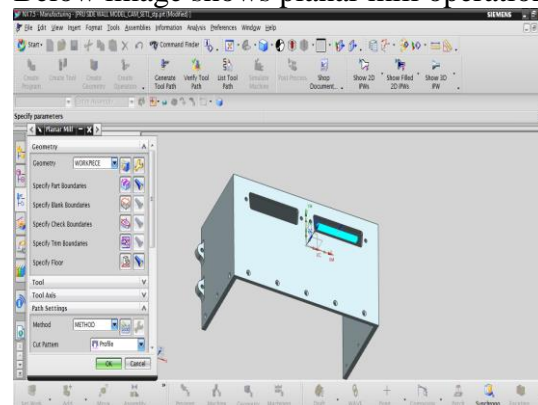 Below image shows planar mill operation
NX 7.5 - Manufacturing - [PRO SIDE WALL MODEL_CAM_SET1_stp.prt (Modified) ]
SIEMENS
File Edit View Insert Format Tools Assemblies Information Analysis Preferences Window Help
Start Command Finder
Create Program Create Tool Create Geometry Create Operation Generate Tool Path Verify Tool Path List Tool Path Simulate Machine Post Process Shop Document... Show 2D IPWs Show Filled 2D IPWs Show 3D IPW
Specify parameters
Planar Mill
Geometry
Geometry WORKPIECE
Specify Part Boundaries
Specify Blank Boundaries
Specify Check Boundaries
Specify Trim Boundaries
Specify Floor
Tool
Tool Axis
Path Settings
Method METHOD
Cut Pattern Profile
OK Cancel